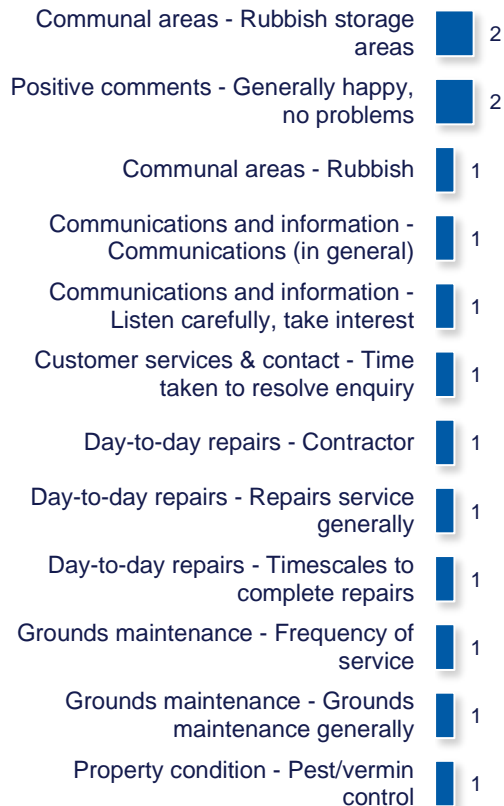 Communal areas - Rubbish storage
areas
2
Positive comments - Generally happy,
no problems
2
Communal areas - Rubbish
1
Communications and information -
Communications (in general)
1
Communications and information -
Listen carefully, take interest
1
Customer services & contact - Time
taken to resolve enquiry
1
Day-to-day repairs - Contractor
1
Day-to-day repairs - Repairs service
generally
1
Day-to-day repairs - Timescales to
complete repairs
1
Grounds maintenance - Frequency of
service
1
Grounds maintenance - Grounds
maintenance generally
1
Property condition - Pest/vermin
control
1